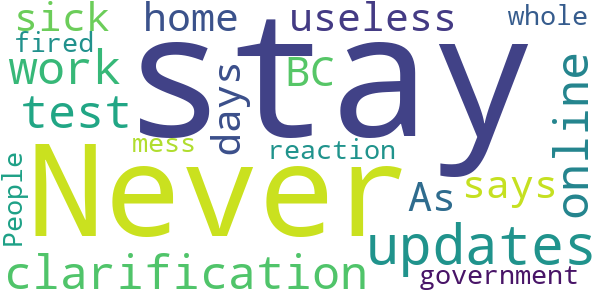 sick
home
useless
whole
fired
stay
work
BC
days
online
test
mess
reaction
Never
People
As
says
updates
clarification
government